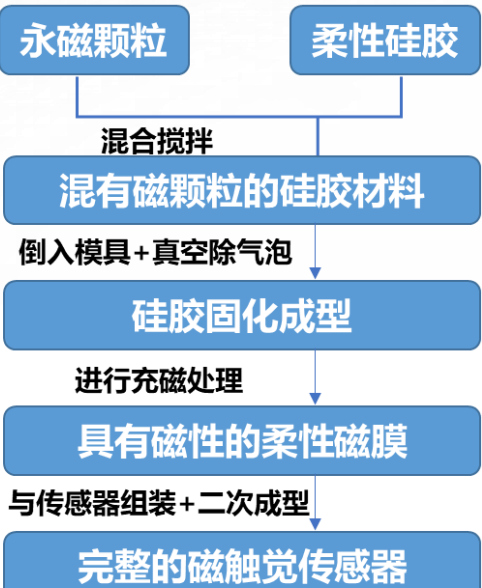 永磁颗粒
柔性硅胶
混合搅拌
混有磁颗粒的硅胶材料
倒入模具+真空除气泡
硅胶固化成型
进行充磁处理
具有磁性的柔性磁膜
与传感器组装+二次成型
完整的磁触觉传感器